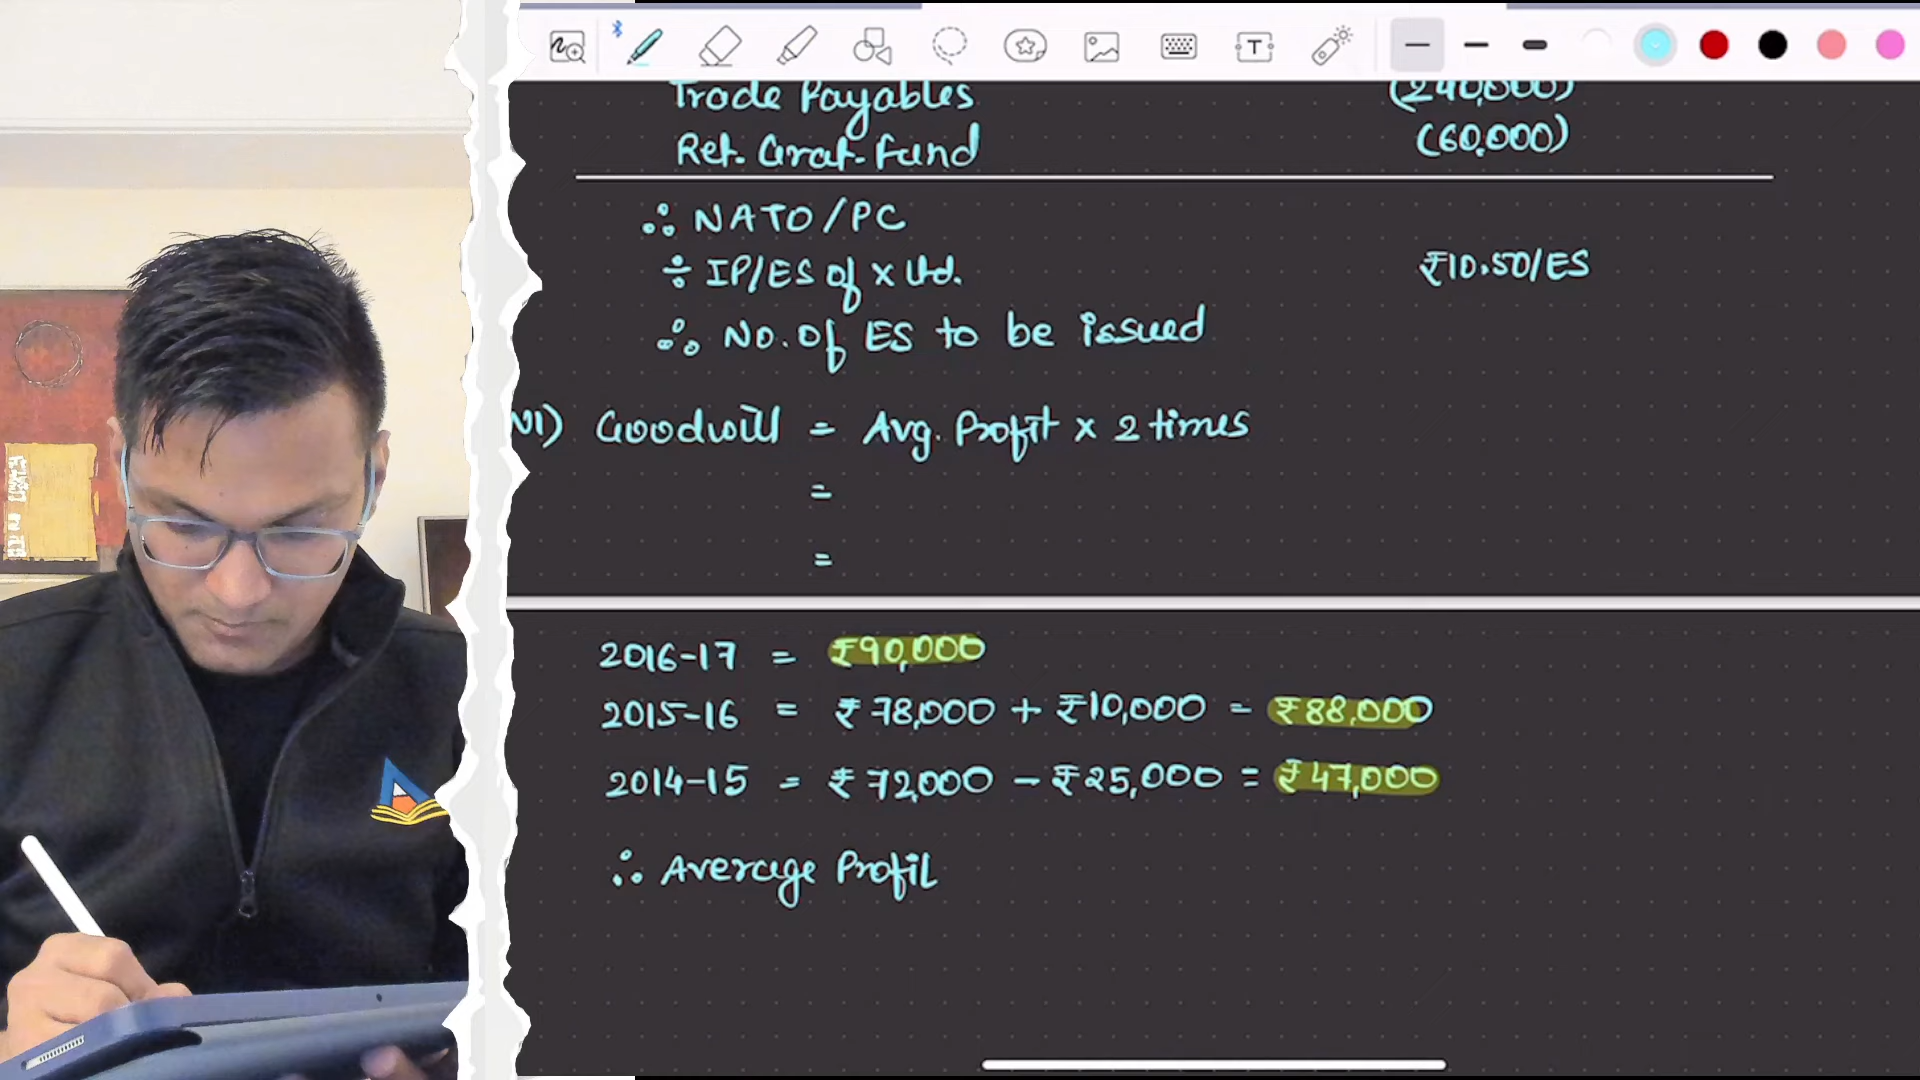 T
Trade Payables (240,000)
Ret. Grat. Fund (60,000)
∴ NATO/PC
÷ IP/ES of X Ltd. ₹10.50/ES
∴ No. of ES to be issued
VI) Goodwill = Avg. Profit × 2 times
=
=
2016-17 = ₹90,000
2015-16 = ₹78,000 + ₹10,000 = ₹88,000
2014-15 = ₹72,000 - ₹25,000 = ₹47,000
∴ Average Profit